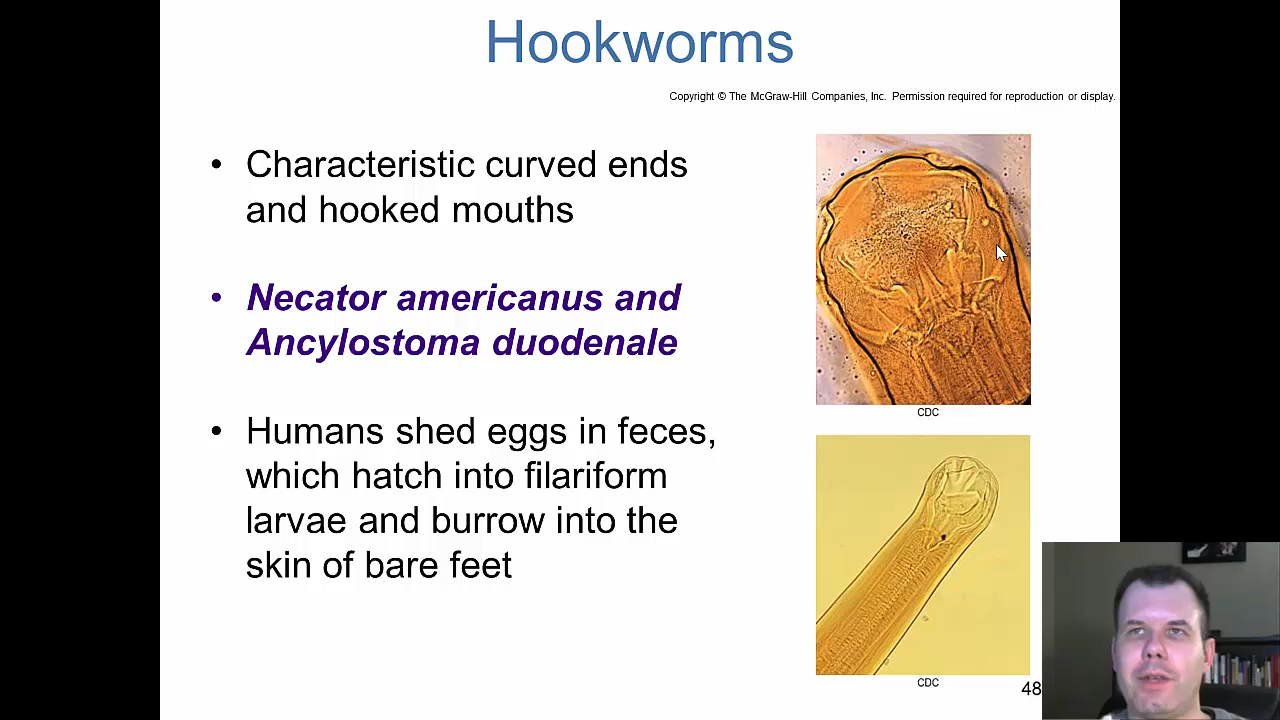 Hookworms
Copyright © The McGraw-Hill Companies, Inc. Permission required for reproduction or display.
• Characteristic curved ends
and hooked mouths
• Necator americanus and
Ancylostoma duodenale
• Humans shed eggs in feces,
which hatch into filariform
larvae and burrow into the
skin of bare feet
CDC
CDC
48